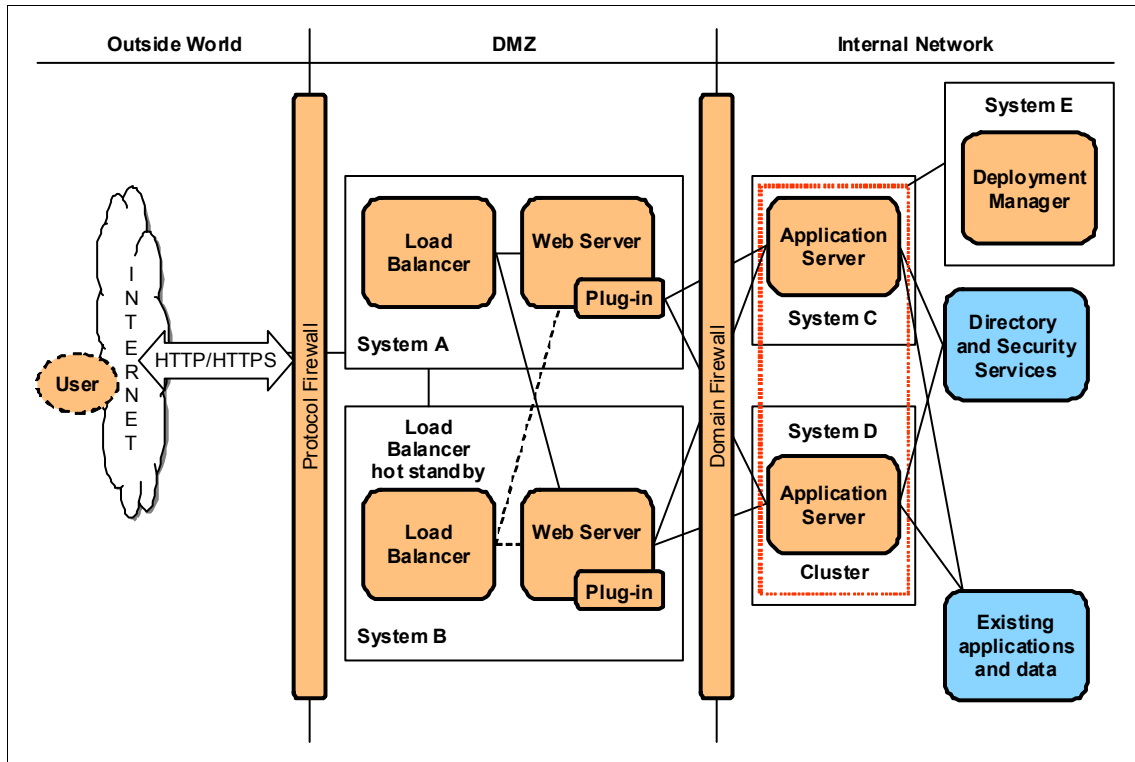 Outside World
DMZ
Internal Network
User
INTERNET
HTTP/HTTPS
Protocol Firewall
Load
Balancer
Web Server
Plug-in
System A
Load
Balancer
hot standby
Load
Balancer
Web Server
Plug-in
System B
Domain Firewall
Application
Server
System C
System D
Application
Server
Cluster
System E
Deployment
Manager
Directory
and Security
Services
Existing
applications
and data